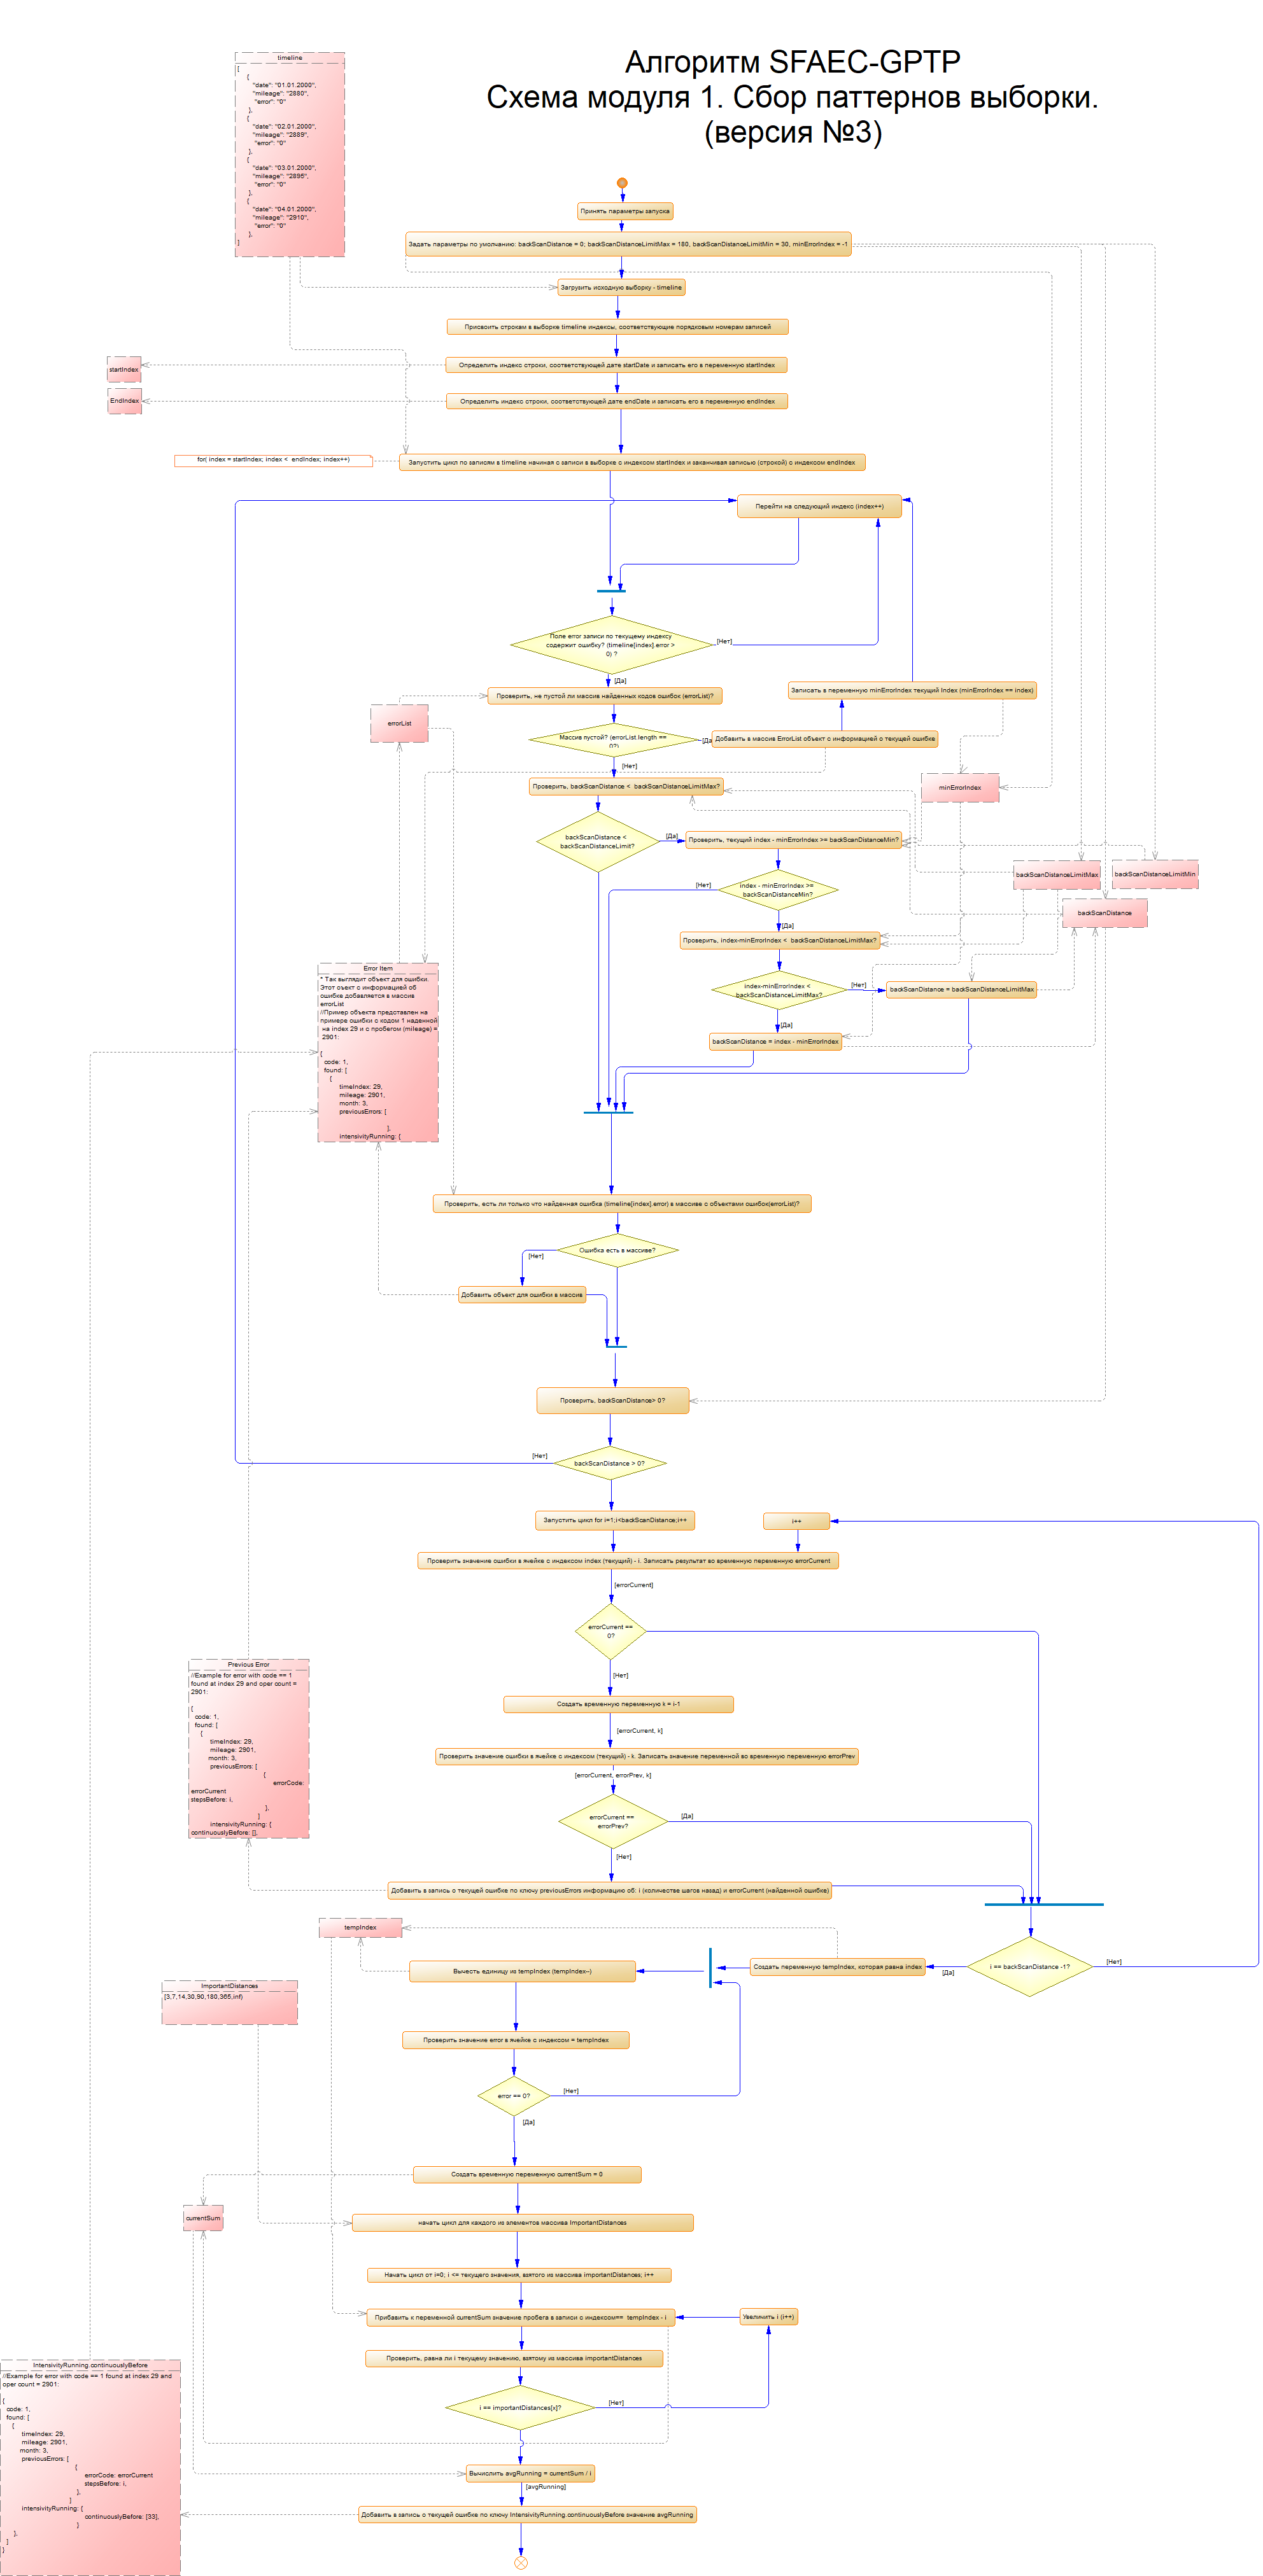 Алгоритм SFAEC-GPTP
Схема модуля 1. Сбор паттернов выборки.
(версия №3)
timeline
[
{
"date": "01.01.2000",
"mileage": "2880",
"error": "0"
},
{
"date": "02.01.2000",
"mileage": "2889",
"error": "0"
},
{
"date": "03.01.2000",
"mileage": "2895",
"error": "0"
},
{
"date": "04.01.2000",
"mileage": "2910",
"error": "0"
},
]
Принять параметры запуска
Задать параметры по умолчанию: backScanDistance = 0; backScanDistanceLimitMax = 180, backScanDistanceLimitMin = 30, minErrorIndex = -1
Загрузить исходную выборку - timeline
Присвоить строкам в выборке timeline индексы, соответствующие порядковым номерам записей
startIndex
Определить индекс строки, соответствующей дате startDate и записать его в переменную startIndex
EndIndex
Определить индекс строки, соответствующей дате endDate и записать его в переменную endIndex
for( index = startIndex; index < endIndex; index++)
Запустить цикл по записям в timeline начиная с записи в выборке с индексом startIndex и заканчивая записью (строкой) с индексом endIndex
Перейти на следующий индекс (index++)
Поле error записи по текущему индексу
содержит ошибку? (timeline[index].error >
0) ?
[Нет]
[Да]
Проверить, не пустой ли массив найденных кодов ошибок (errorList)?
Записать в переменную minErrorIndex текущий Index (minErrorIndex == index)
errorList
Массив пустой? (errorList.length ==
0?)
[Да
Добавить в массив ErrorList объект с информацией о текущей ошибке
[Нет]
Проверить, backScanDistance < backScanDistanceLimitMax?
minErrorIndex
backScanDistance <
backScanDistanceLimit?
[Да]
Проверить, текущий index - minErrorIndex >= backScanDistanceMin?
backScanDistanceLimitMax
backScanDistanceLimitMin
[Нет]
index - minErrorIndex >=
backScanDistanceMin?
backScanDistance
[Да]
Проверить, index-minErrorIndex < backScanDistanceLimitMax?
index-minErrorIndex <
backScanDistanceLimitMax?
[Нет]
backScanDistance = backScanDistanceLimitMax
[Да]
backScanDistance = index - minErrorIndex
Error Item
* Так выглядит объект для ошибки.
Этот оъект с информацией об
ошибке добавляется в массив
errorList
//Пример объекта представлен на
примере ошибки с кодом 1 наденной
на index 29 и с пробегом (mileage) =
2901:
{
code: 1,
found: [
{
timeIndex: 29,
mileage: 2901,
month: 3,
previousErrors: [
],
intensivityRunning: {
Проверить, есть ли только что найденная ошибка (timeline[index].error) в массиве с объектами ошибок(errorList)?
Ошибка есть в массиве?
[Нет]
Добавить объект для ошибки в массив
Проверить, backScanDistance> 0?
[Нет]
backScanDistance > 0?
Запустить цикл for i=1;i<backScanDistance;i++
i++
Проверить значение ошибки в ячейке с индексом index (текущий) - i. Записать результат во временную переменную errorCurrent
[errorCurrent]
errorCurrent ==
0?
[Нет]
Создать временную переменную k = i-1
[errorCurrent, k]
Проверить значение ошибки в ячейке с индексом (текущий) - k. Записать значение переменной во временную переменную errorPrev
[errorCurrent, errorPrev, k]
errorCurrent ==
errorPrev?
[Да]
[Нет]
Добавить в запись о текущей ошибке по ключу previousErrors информацию об: i (количестве шагов назад) и errorCurrent (найденной ошибке)
Previous Error
//Example for error with code == 1
found at index 29 and oper count =
2901:
{
code: 1,
found: [
{
timeIndex: 29,
mileage: 2901,
month: 3,
previousErrors: [
{
errorCode:
errorCurrent
stepsBefore: i,
},
]
intensivityRunning: {
continuouslyBefore: [],
tempIndex
i == backScanDistance -1?
[Нет]
[Да]
Создать переменную tempIndex, которая равна index
Вычесть единицу из tempIndex (tempIndex--)
ImportantDistances
[3,7,14,30,90,180,365,inf)
Проверить значение error в ячейке с индексом = tempIndex
error == 0?
[Нет]
[Да]
Создать временную переменную currentSum = 0
currentSum
начать цикл для каждого из элементов массива ImportantDistances
Начать цикл от i=0; i <= текущего значения, взятого из массива importantDistances; i++
Прибавить к переменной currentSum значение пробега в записи с индексом== tempIndex - i
Увеличить i (i++)
Проверить, равна ли i текущему значению, взятому из массива importantDistances
i == importantDistances[x]?
[Нет]
Вычислить avgRunning = currentSum / i
[avgRunning]
Добавить в запись о текущей ошибке по ключу IntensivityRunning.continuouslyBefore значение avgRunning
IntensivityRunning.continuouslyBefore
//Example for error with code == 1 found at index 29 and
oper count = 2901:
{
code: 1,
found: [
{
timeIndex: 29,
mileage: 2901,
month: 3,
previousErrors: [
{
errorCode: errorCurrent
stepsBefore: i,
},
]
intensivityRunning: {
continuouslyBefore: [33],
}
},
]
}